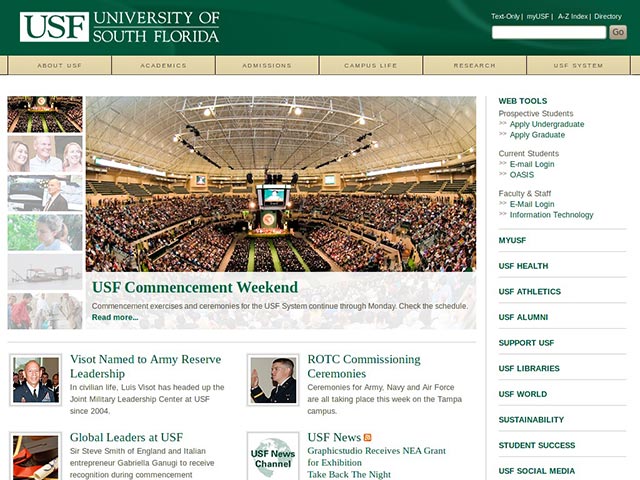 USF UNIVERSITY OF
SOUTH FLORIDA
Text-Only | myUSF | A-Z Index | Directory
Go
ABOUT USF
ACADEMICS
ADMISSIONS
CAMPUS LIFE
RESEARCH
USF SYSTEM
USF Commencement Weekend
Commencement exercises and ceremonies for the USF System continue through Monday. Check the schedule.
Read more...
Visot Named to Army Reserve
Leadership
In civilian life, Luis Visot has headed up the
Joint Military Leadership Center at USF
since 2004.
ROTC Commissioning
Ceremonies
Ceremonies for Army, Navy and Air Force
are all taking place this week on the Tampa
campus.
Global Leaders at USF
Sir Steve Smith of England and Italian
entrepreneur Gabriella Ganugi to receive
recognition during commencement
USF News
Channel
USF News
Graphicstudio Receives NEA Grant
for Exhibition
Take Back The Night
WEB TOOLS
Prospective Students
>> Apply Undergraduate
>> Apply Graduate
Current Students
>> E-mail Login
>> OASIS
Faculty & Staff
>> E-Mail Login
>> Information Technology
MYUSF
USF HEALTH
USF ATHLETICS
USF ALUMNI
SUPPORT USF
USF LIBRARIES
USF WORLD
SUSTAINABILITY
STUDENT SUCCESS
USF SOCIAL MEDIA